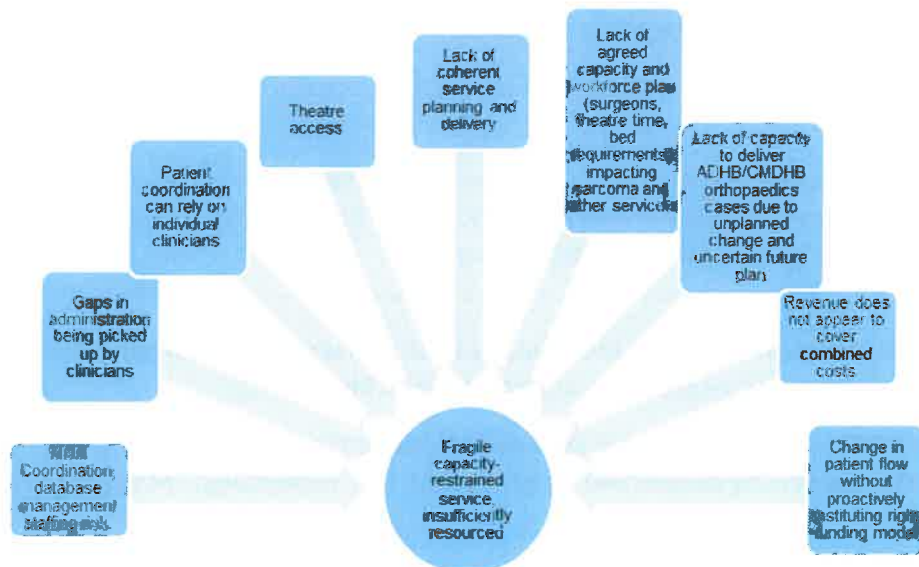 Lack of
agreed
capacity and
workforce plan
(surgeons,
theatre time,
bed
requirements)
impacting
sarcoma and
other service
Lack of
coherent
service
planning and
delivery
Theatre
access
Lack of capacity
to deliver
ADHB/CMDHB
orthopaedics
cases due to
unplanned
change and
uncertain future
plan
Patient
coordination
can rely on
individual
clinicians
Gaps in
administration
being picked
up by
clinicians
Revenue does
not appear to
cover
combined
costs
Coordination,
database
management
staffing
Fragile
capacity-
restrained
service
insufficiently
resourced
Change in
patient flow
without
proactively
instituting right
funding model